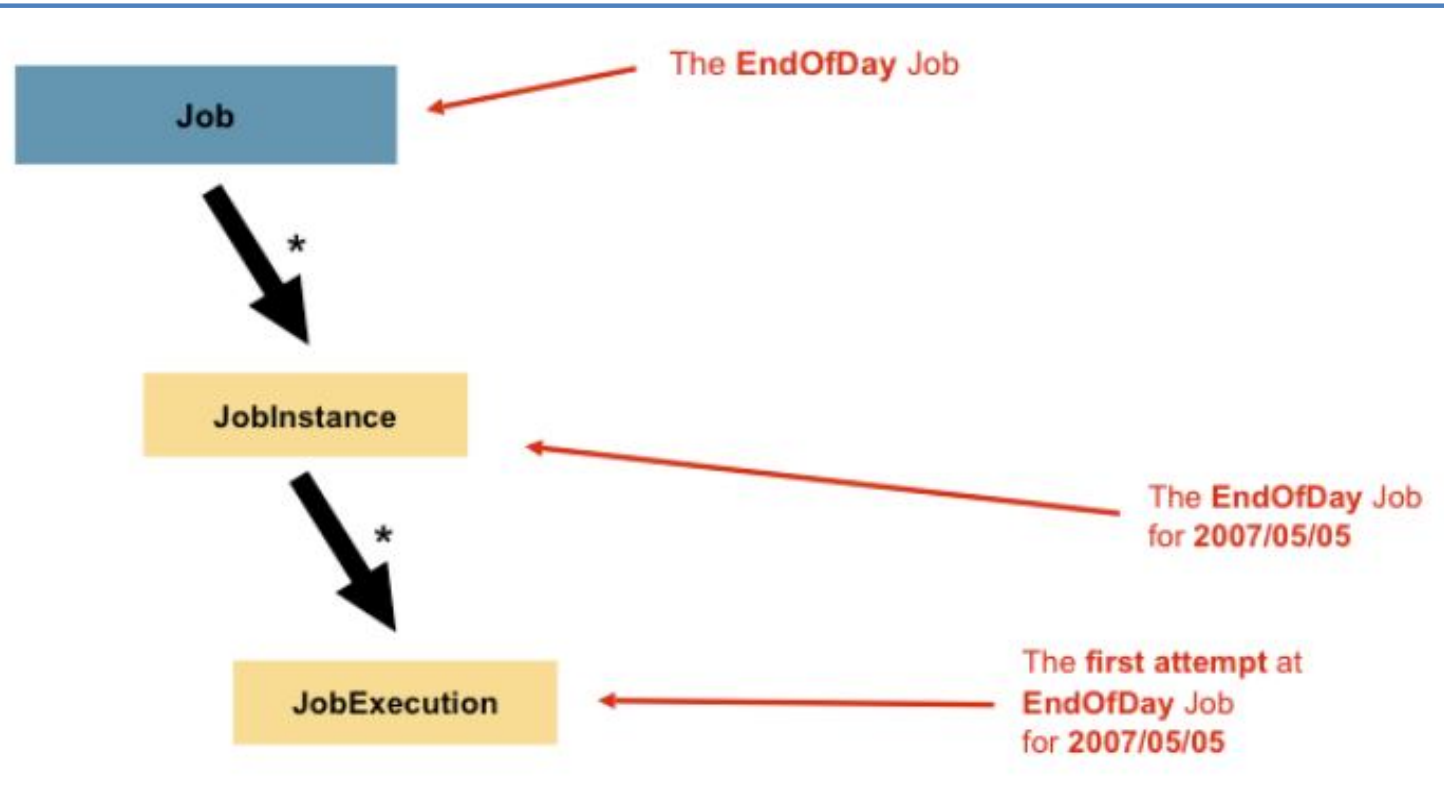 The EndOfDay Job
Job
*
JobInstance
The EndOfDay Job
for 2007/05/05
*
JobExecution
The first attempt at
EndOfDay Job
for 2007/05/05